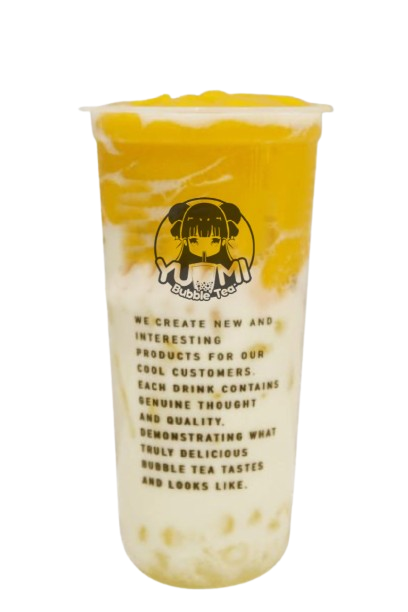 YUMI
Bubble Tea
WE CREATE NEW AND
INTERESTING
PRODUCTS FOR OUR
COOL CUSTOMERS.
EACH DRINK CONTAINS
GENUINE THOUGHT
AND QUALITY.
DEMONSTRATING WHAT
TRULY DELICIOUS
BUBBLE TEA TASTES
AND LOOKS LIKE.